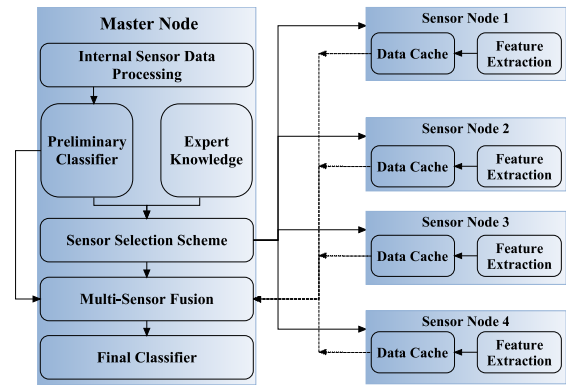 Master Node
Internal Sensor Data
Processing
Preliminary
Classifier
Expert
Knowledge
Sensor Selection Scheme
Multi-Sensor Fusion
Final Classifier
Sensor Node 1
Data Cache
Feature
Extraction
Sensor Node 2
Data Cache
Feature
Extraction
Sensor Node 3
Data Cache
Feature
Extraction
Sensor Node 4
Data Cache
Feature
Extraction